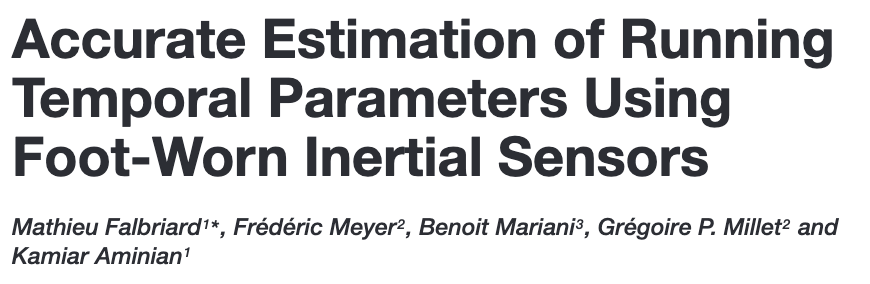 Accurate Estimation of Running
Temporal Parameters Using
Foot-Worn Inertial Sensors
Mathieu Falbriard¹*, Frédéric Meyer², Benoit Mariani³, Grégoire P. Millet² and
Kamiar Aminian¹